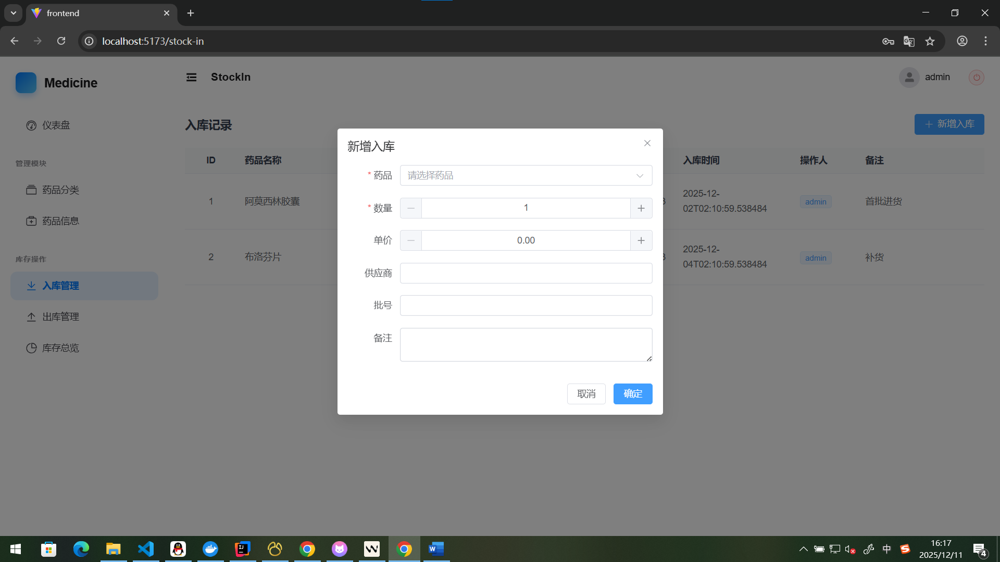 frontend
localhost:5173/stock-in
Medicine
StockIn
admin
仪表盘
管理模块
药品分类
药品信息
库存操作
入库管理
出库管理
库存总览
入库记录
新增入库
ID 药品名称 入库时间 操作人 备注
1 阿莫西林胶囊 2025-12-02T02:10:59.538484 admin 首批进货
2 布洛芬片 2025-12-04T02:10:59.538484 admin 补货
新增入库
* 药品 请选择药品
* 数量 1
单价 0.00
供应商
批号
备注
取消 确定
中
16:17
2025/12/11
4